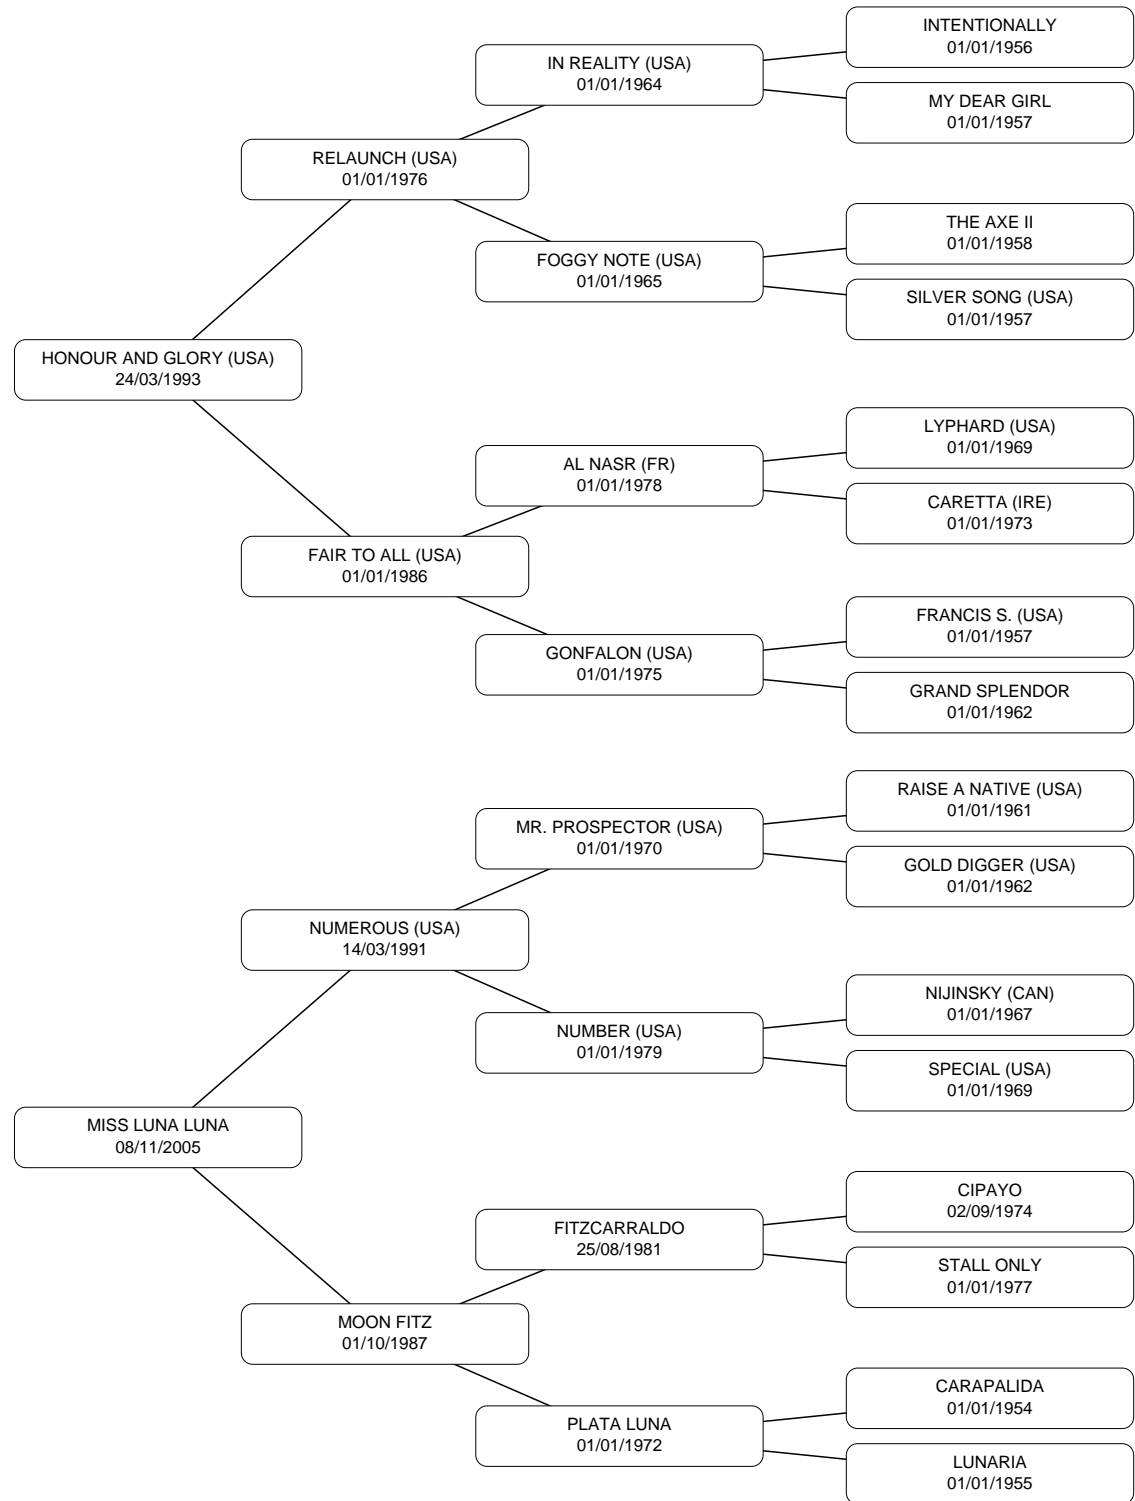 INTENTIONALLY
01/01/1956
IN REALITY (USA)
01/01/1964
MY DEAR GIRL
01/01/1957
RELAUNCH (USA)
01/01/1976
THE AXE II
01/01/1958
FOGGY NOTE (USA)
01/01/1965
SILVER SONG (USA)
01/01/1957
HONOUR AND GLORY (USA)
24/03/1993
LYPHARD (USA)
01/01/1969
AL NASR (FR)
01/01/1978
CARETTA (IRE)
01/01/1973
FAIR TO ALL (USA)
01/01/1986
FRANCIS S. (USA)
01/01/1957
GONFALON (USA)
01/01/1975
GRAND SPLENDOR
01/01/1962
RAISE A NATIVE (USA)
01/01/1961
MR. PROSPECTOR (USA)
01/01/1970
GOLD DIGGER (USA)
01/01/1962
NUMEROUS (USA)
14/03/1991
NIJINSKY (CAN)
01/01/1967
NUMBER (USA)
01/01/1979
SPECIAL (USA)
01/01/1969
MISS LUNA LUNA
08/11/2005
CIPAYO
02/09/1974
FITZCARRALDO
25/08/1981
STALL ONLY
01/01/1977
MOON FITZ
01/10/1987
CARAPALIDA
01/01/1954
PLATA LUNA
01/01/1972
LUNARIA
01/01/1955